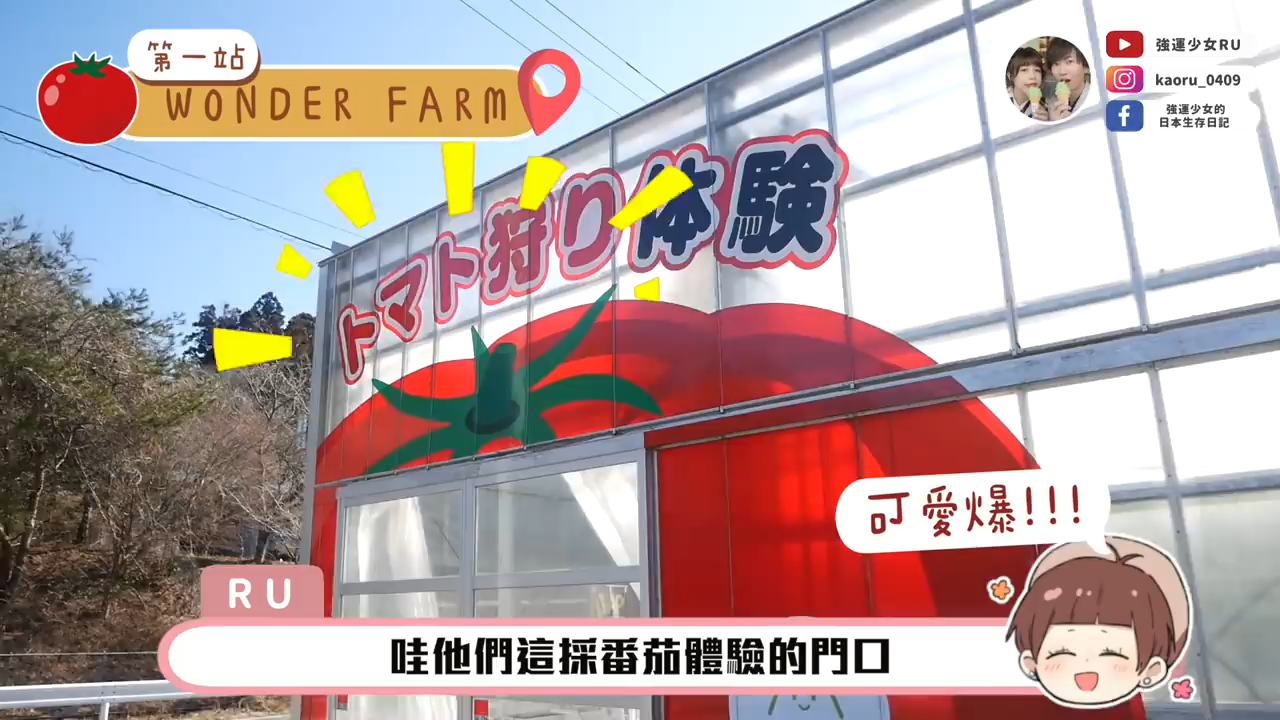 第一站
WONDER FARM
強運少女RU
kaoru_0409
強運少女的
日本生存日記
トマト狩り体験
可愛爆!!!
RU
哇他們這採番茄體驗的門口